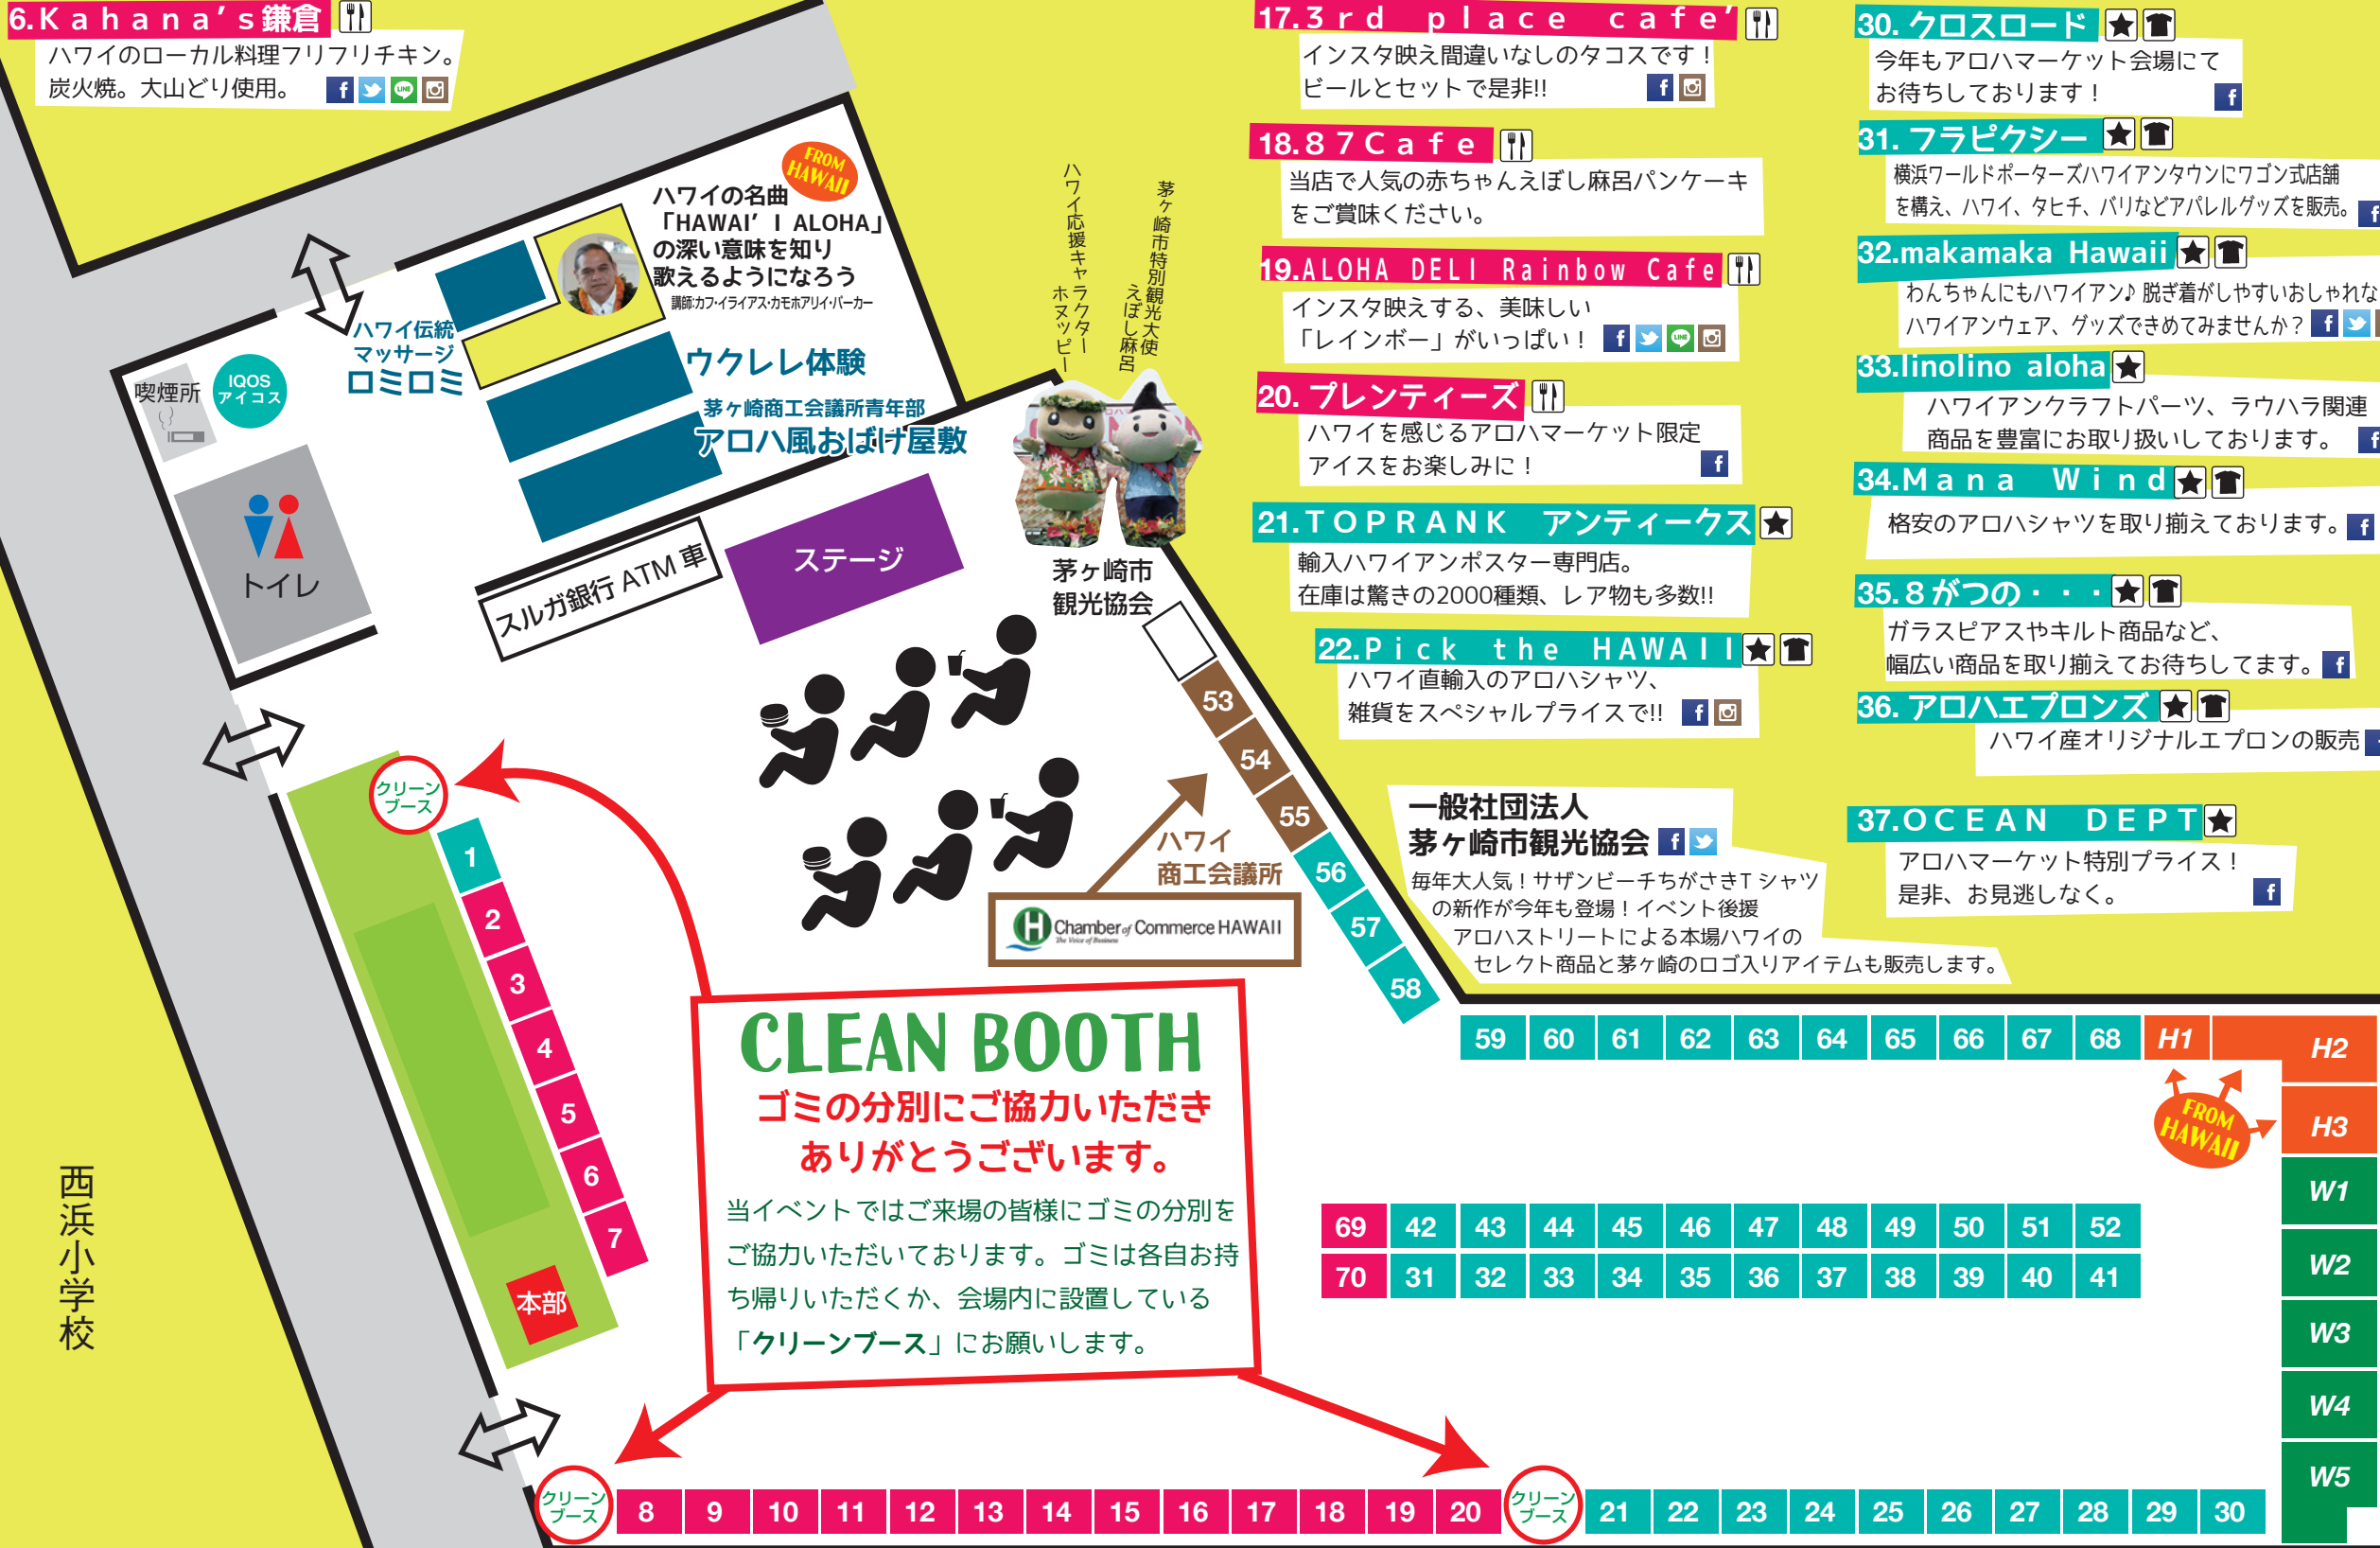 6.Kahana's鎌倉
ハワイのローカル料理フリフリチキン。
炭火焼。大山どり使用。
FROM
HAWAII
ハワイの名曲
「HAWAI'I ALOHA」
の深い意味を知り
歌えるようになろう
講師:カフ・イライアス・カモホアリイ・パーカー
ハワイ伝統
マッサージ
ロミロミ
ウクレレ体験
茅ヶ崎商工会議所青年部
アロハ風おばけ屋敷
喫煙所
IQOS
アイコス
トイレ
スルガ銀行 ATM 車
ステージ
ハワイ応援キャラクター
ホヌッピー
茅ヶ崎市特別観光大使
えぼし麻呂
茅ヶ崎市
観光協会
53
54
55
56
57
58
ハワイ
商工会議所
H
Chamber of Commerce HAWAII
The Voice of Business
クリーン
ブース
1
2
3
4
5
6
7
本部
西浜小学校
CLEAN BOOTH
ゴミの分別にご協力いただき
ありがとうございます。
当イベントではご来場の皆様にゴミの分別を
ご協力いただいております。ゴミは各自お持
ち帰りいただくか、会場内に設置している
「クリーンブース」にお願いします。
17.3rd place cafe'
インスタ映え間違いなしのタコスです！
ビールとセットで是非!!
18.87Cafe
当店で人気の赤ちゃんえぼし麻呂パンケーキ
をご賞味ください。
19.ALOHA DELI Rainbow Cafe
インスタ映えする、美味しい
「レインボー」がいっぱい！
20. プレンティーズ
ハワイを感じるアロハマーケット限定
アイスをお楽しみに！
21.TOPRANK アンティークス
輸入ハワイアンポスター専門店。
在庫は驚きの2000種類、レア物も多数!!
22.Pick the HAWAII
ハワイ直輸入のアロハシャツ、
雑貨をスペシャルプライスで!!
一般社団法人
茅ヶ崎市観光協会
毎年大人気！サザンビーチちがさきT シャツ
の新作が今年も登場！イベント後援
アロハストリートによる本場ハワイの
セレクト商品と茅ヶ崎のロゴ入りアイテムも販売します。
30. クロスロード
今年もアロハマーケット会場にて
お待ちしております！
31. フラピクシー
横浜ワールドポーターズハワイアンタウンにワゴン式店舗
を構え、ハワイ、タヒチ、バリなどアパレルグッズを販売。
32.makamaka Hawaii
わんちゃんにもハワイアン♪ 脱ぎ着がしやすいおしゃれな
ハワイアンウェア、グッズできめてみませんか？
33.linolino aloha
ハワイアンクラフトパーツ、ラウハラ関連
商品を豊富にお取り扱いしております。
34.Mana Wind
格安のアロハシャツを取り揃えております。
35.８がつの・・・
ガラスピアスやキルト商品など、
幅広い商品を取り揃えてお待ちしてます。
36. アロハエプロンズ
ハワイ産オリジナルエプロンの販売
37.OCEAN DEPT
アロハマーケット特別プライス！
是非、お見逃しなく。
59 60 61 62 63 64 65 66 67 68 H1 H2
FROM
HAWAII
H3
W1
W2
W3
W4
W5
69 42 43 44 45 46 47 48 49 50 51 52
70 31 32 33 34 35 36 37 38 39 40 41
クリーン
ブース
8 9 10 11 12 13 14 15 16 17 18 19 20
クリーン
ブース
21 22 23 24 25 26 27 28 29 30